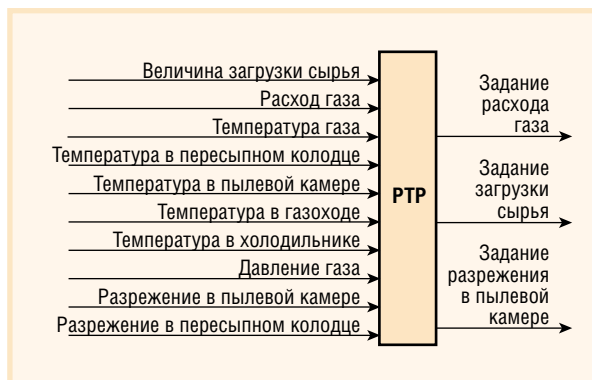 Величина загрузки сырья
Расход газа
Температура газа
Температура в пересыпном колодце
Температура в пылевой камере
Температура в газоходе
Температура в холодильнике
Давление газа
Разрежение в пылевой камере
Разрежение в пересыпном колодце
РТР
Задание
расхода
газа
Задание
загрузки
сырья
Задание
разрежения
в пылевой
камере